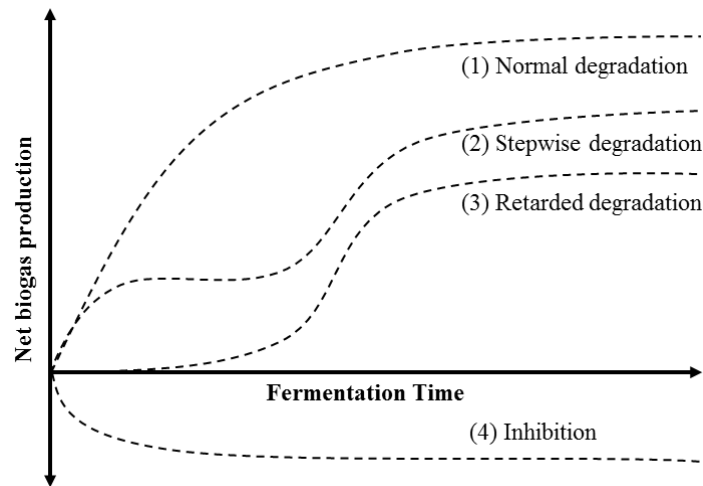 (1) Normal degradation
(2) Stepwise degradation
(3) Retarded degradation
Net biogas production
Fermentation Time
(4) Inhibition